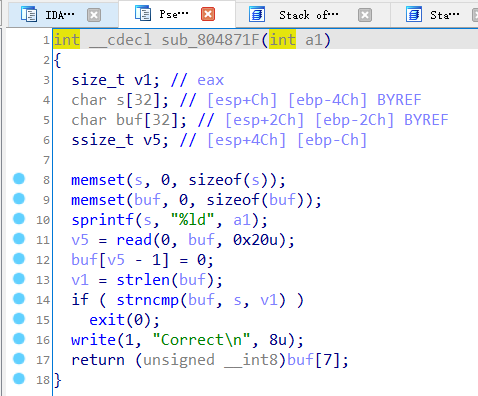 IDA··· Pse··· Stack of··· Sta···
1 int __cdecl sub_804871F(int a1)
2 {
3 size_t v1; // eax
4 char s[32]; // [esp+Ch] [ebp-4Ch] BYREF
5 char buf[32]; // [esp+2Ch] [ebp-2Ch] BYREF
6 ssize_t v5; // [esp+4Ch] [ebp-Ch]
7
8 memset(s, 0, sizeof(s));
9 memset(buf, 0, sizeof(buf));
10 sprintf(s, "%ld", a1);
11 v5 = read(0, buf, 0x20u);
12 buf[v5 - 1] = 0;
13 v1 = strlen(buf);
14 if ( strncmp(buf, s, v1) )
15 exit(0);
16 write(1, "Correct\n", 8u);
17 return (unsigned __int8)buf[7];
18 }